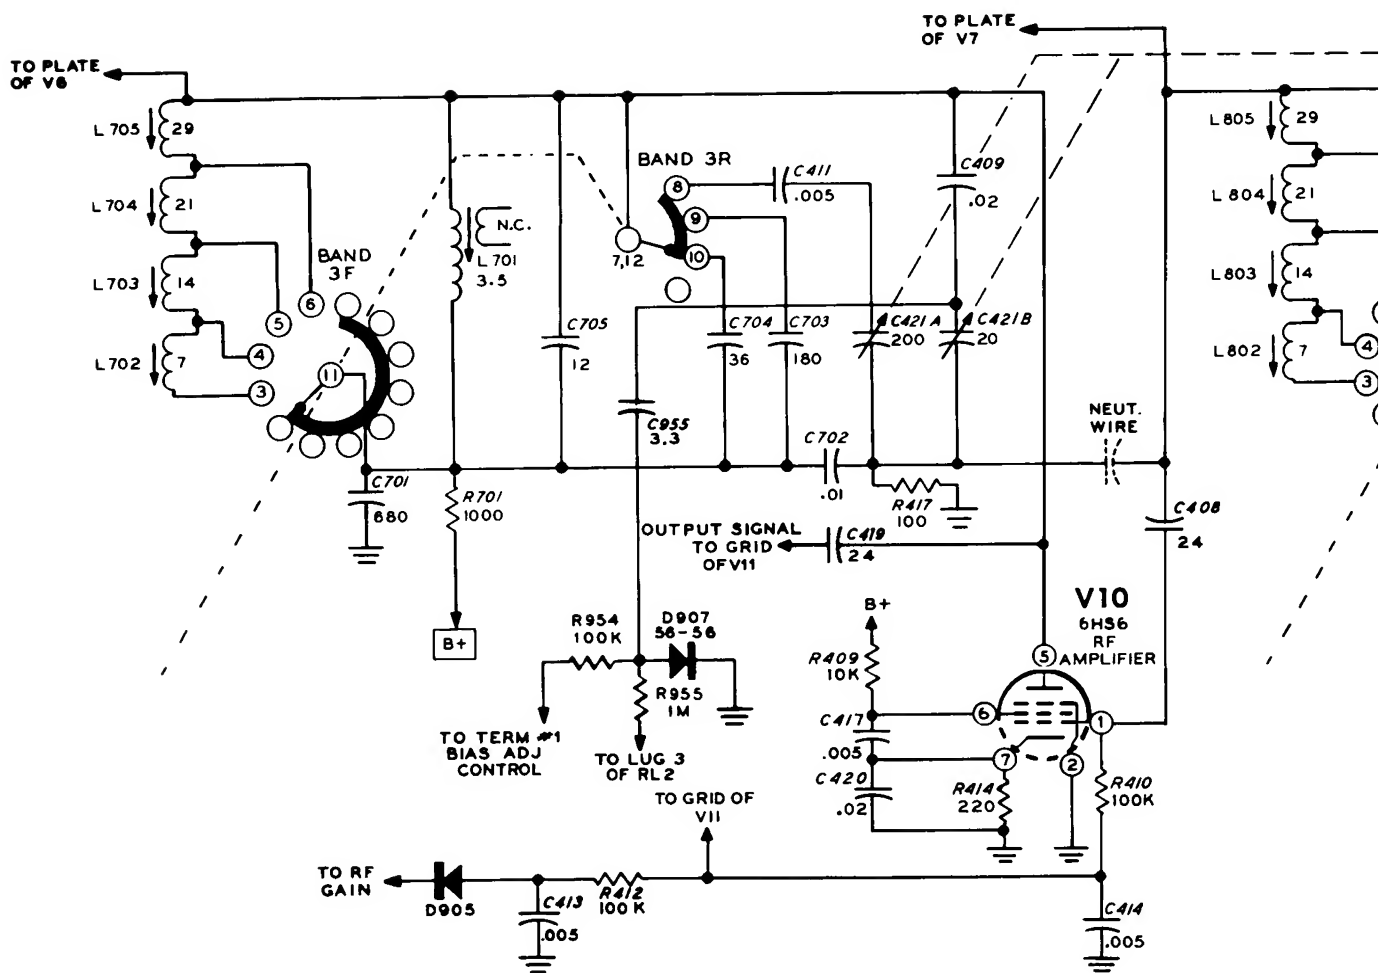 TO PLATE
OF V7
TO PLATE
OF V6
L705
29
L704
21
L703
14
L702
7
BAND
3F
6
5
4
3
11
N.C.
L701
3.5
C705
12
BAND 3R
8
9
10
7,12
C411
.005
C409
.02
C704
36
C703
180
C421A
200
C421B
20
L805
29
L804
21
L803
14
L802
7
4
3
C955
3.3
C702
.01
NEUT.
WIRE
C701
680
R701
1000
B+
R417
100
OUTPUT SIGNAL
TO GRID
OF V11
C419
24
C408
24
V10
6HS6
RF
AMPLIFIER
R954
100K
D907
56-56
R955
1M
TO TERM #1
BIAS ADJ
CONTROL
TO LUG 3
OF RL2
B+
R409
10K
5
6
1
7
2
C417
.005
C420
.02
R414
220
R410
100K
TO GRID OF
V11
TO RF
GAIN
D905
C413
.005
R412
100K
C414
.005